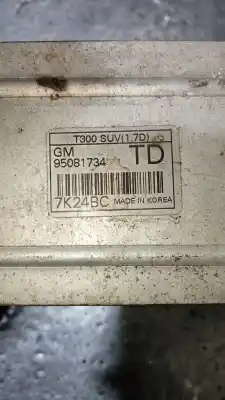 T300 SUV(1.7D)
GM TD
95081734
7K24BC MADE IN KOREA